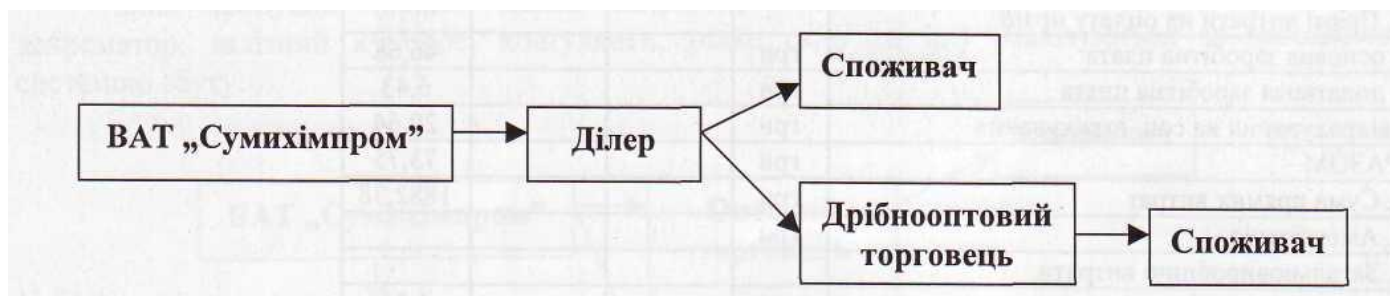 Споживач
ВАТ „Сумихімпром”
Ділер
Дрібнооптовий
торговець
Споживач